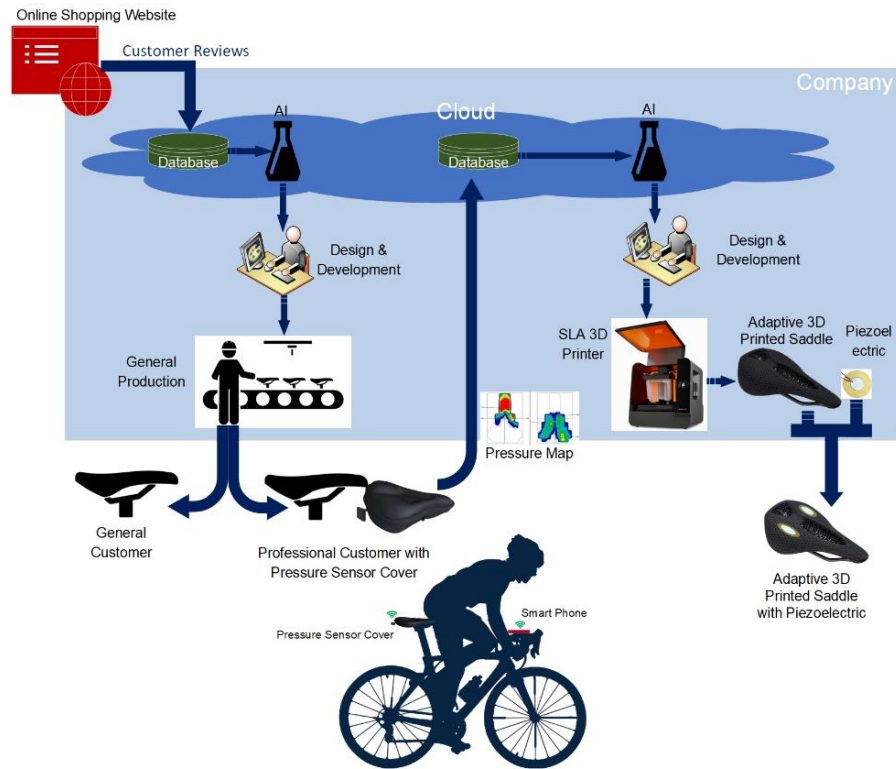 Online Shopping Website
Customer Reviews
Company
Cloud
AI
AI
Database
Database
Design &
Development
Design &
Development
General
Production
SLA 3D
Printer
Adaptive 3D
Printed Saddle
Piezoel
ectric
Pressure Map
General
Customer
Professional Customer with
Pressure Sensor Cover
Adaptive 3D
Printed Saddle
with Piezoelectric
Smart Phone
Pressure Sensor Cover